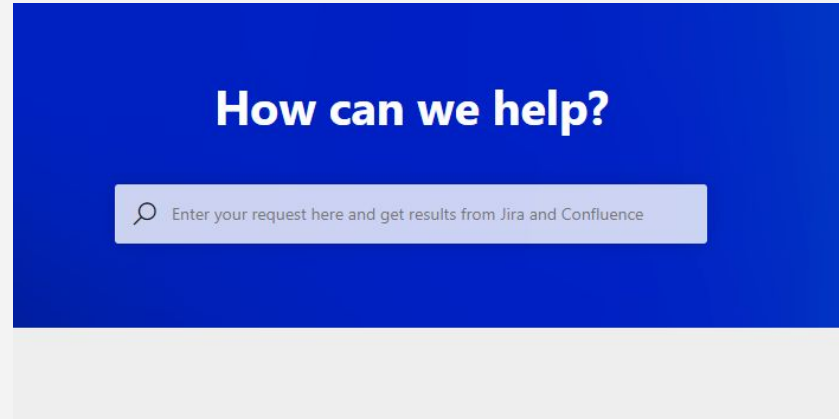 How can we help?
Enter your request here and get results from Jira and Confluence